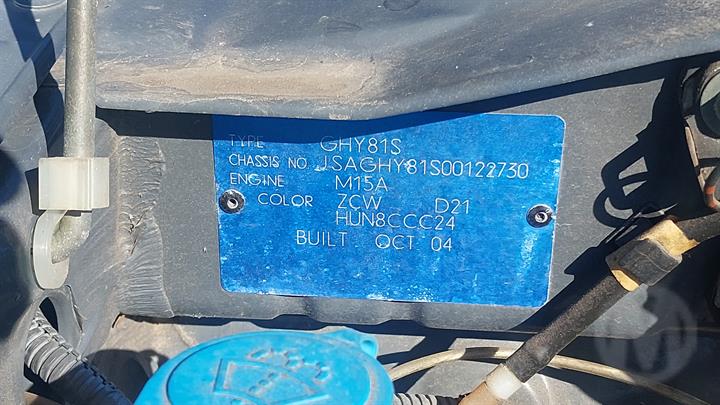 TYPE GHY81S
CHASSIS NO. JSAGHY81S00122730
ENGINE M15A
COLOR ZCW D21
HUN8CCC24
BUILT OCT 04